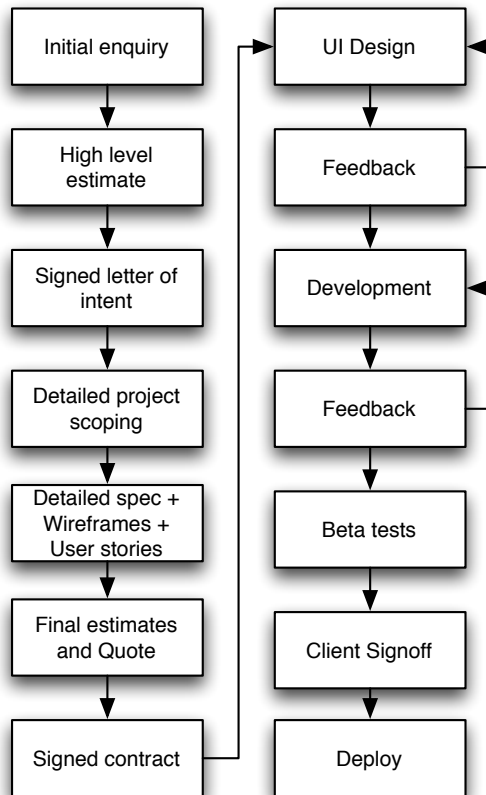 Initial enquiry
High level
estimate
Signed letter of
intent
Detailed project
scoping
Detailed spec +
Wireframes +
User stories
Final estimates
and Quote
Signed contract
UI Design
Feedback
Development
Feedback
Beta tests
Client Signoff
Deploy